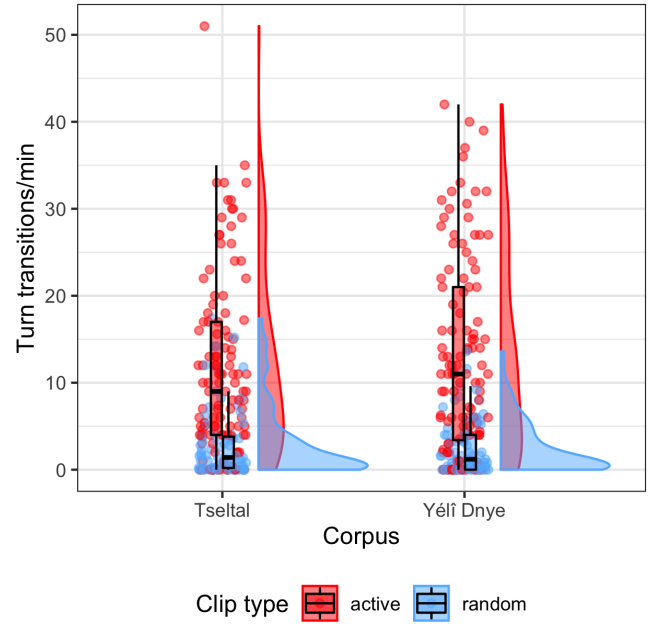 Turn transitions/min
50
40
30
20
10
0
Tseltal Yélî Dnye
Corpus
Clip type active random